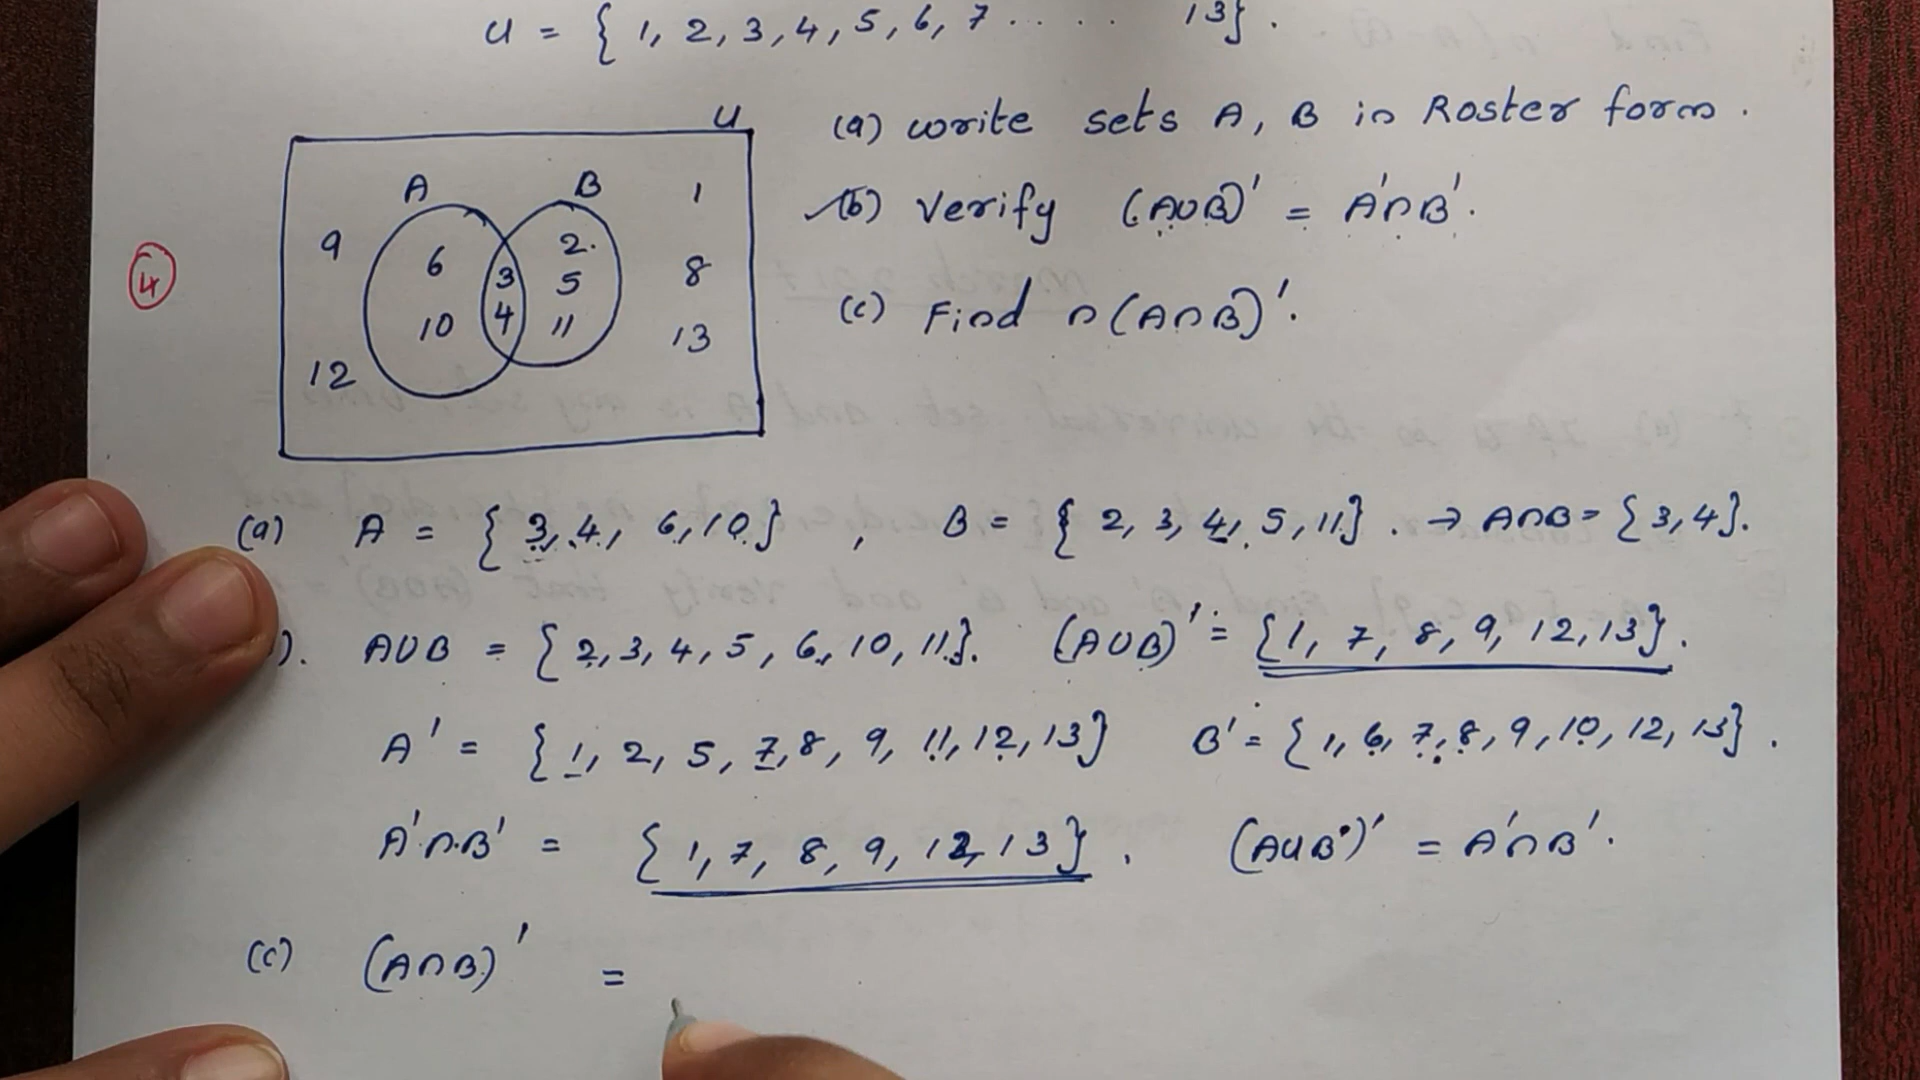 U = { 1, 2, 3, 4, 5, 6, 7 .... 13}.
U
(a) write sets A, B in Roster form.
A B 1
(b) Verify (A∪B)' = A'∩B'.
9 6 3 2. 8
④ 5
10 4 11 13
(c) Find n(A∩B)'.
12
(a) A = { 3, 4, 6, 10 } , B = { 2, 3, 4, 5, 11} . → A∩B = {3, 4}.
). A∪B = { 2, 3, 4, 5, 6, 10, 11}. (A∪B)' = {1, 7, 8, 9, 12, 13}.
A' = { 1, 2, 5, 7, 8, 9, 11, 12, 13} B' = { 1, 6, 7, 8, 9, 10, 12, 13} .
A'∩B' = { 1, 7, 8, 9, 12, 13} . (A∪B)' = A'∩B'.
(c) (A∩B)' =